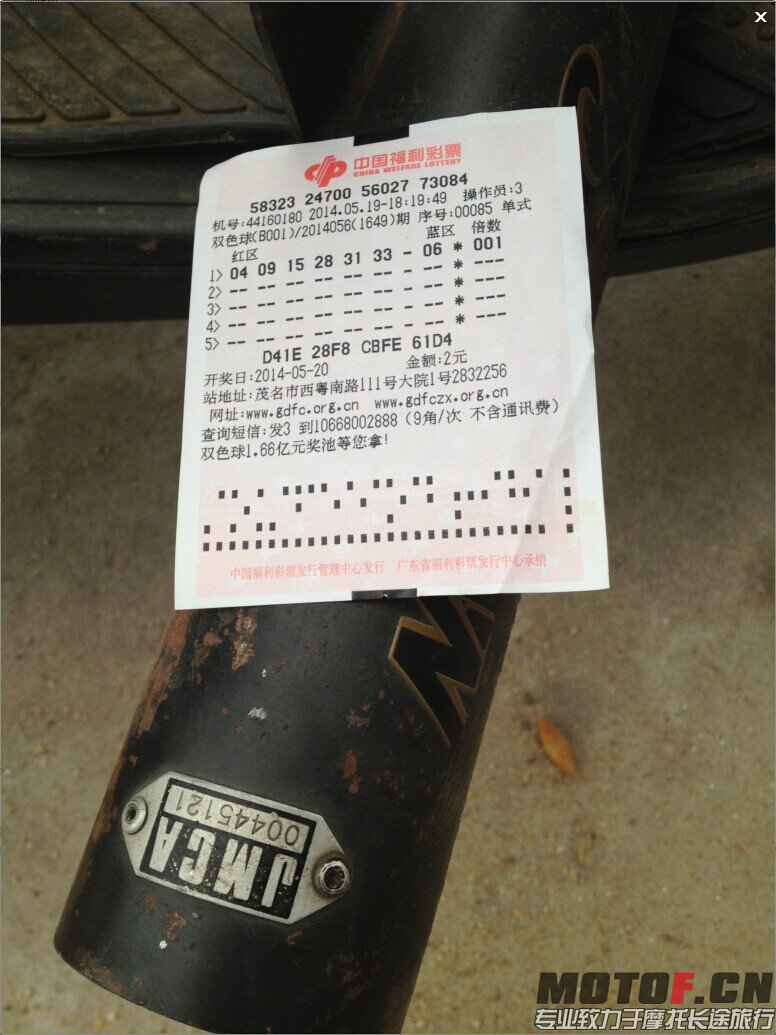 中国福利彩票
CHINA WELFARE LOTTERY
58323 24700 56027 73084
机号:44160180 2014.05.19-18:19:49 操作员:3
双色球(B001)/2014056(1649)期 序号:00085 单式
红区 蓝区 倍数
1> 04 09 15 28 31 33 - 06 * 001
2> -- -- -- -- -- -- - -- * ---
3> -- -- -- -- -- -- - -- * ---
4> -- -- -- -- -- -- - -- * ---
5> -- -- -- -- -- -- - -- * ---
D41E 28F8 CBFE 61D4
开奖日:2014-05-20 金额:2元
站地址:茂名市西粤南路111号大院1号2832256
网址:www.gdfc.org.cn www.gdfczx.org.cn
查询短信:发3 到10668002888 (9角/次 不含通讯费)
双色球1.66亿元奖池等您拿!
中国福利彩票发行管理中心发行 广东省福利彩票发行中心承销
JMCA
00445121
MOTOF.CN
专业致力于摩托长途旅行